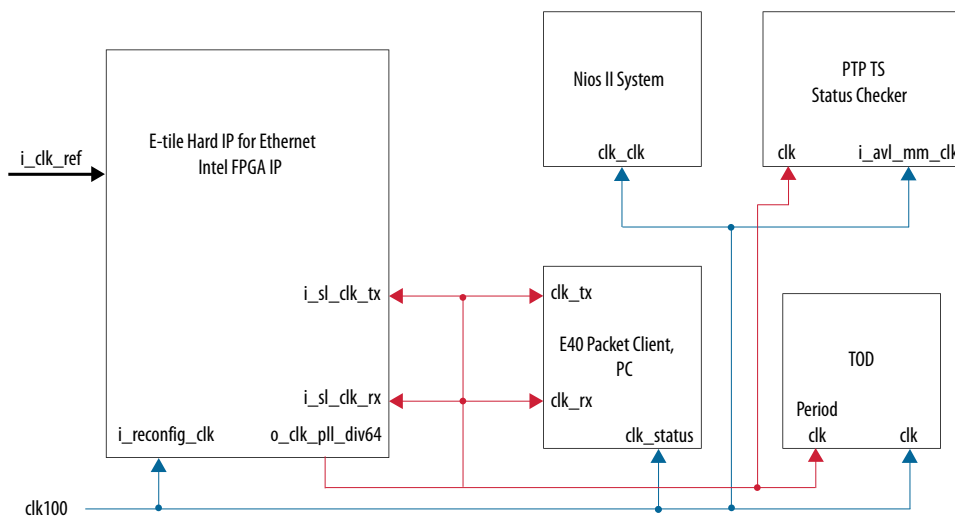 i_clk_ref
E-tile Hard IP for Ethernet
Intel FPGA IP
i_sl_clk_tx
i_sl_clk_rx
i_reconfig_clk
o_clk_pll_div64
clk100
Nios II System
clk_clk
PTP TS
Status Checker
clk
i_avl_mm_clk
clk_tx
E40 Packet Client,
PC
clk_rx
clk_status
TOD
Period
clk
clk